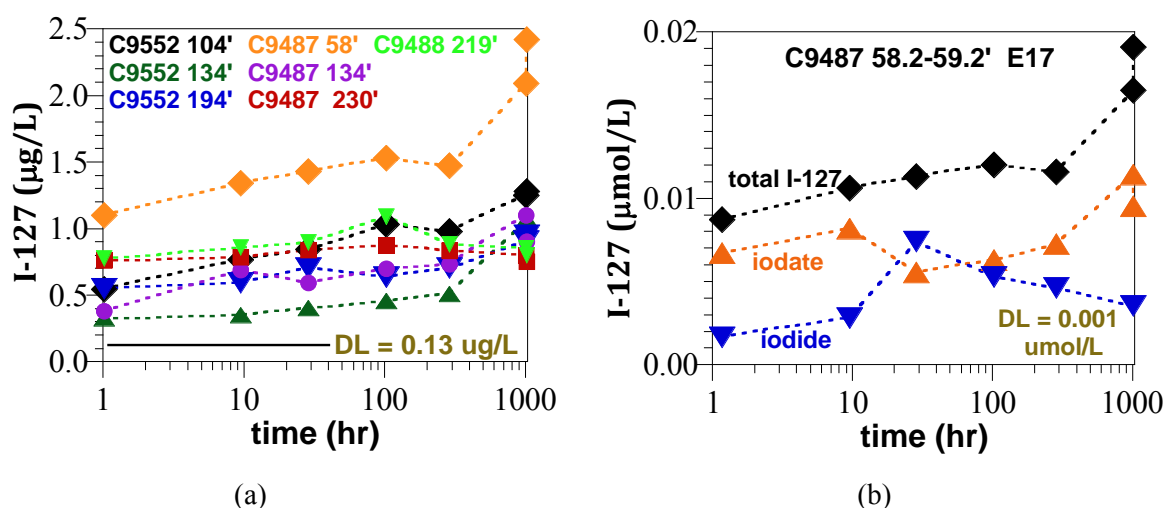 C9552 104' C9487 58' C9488 219'
C9552 134' C9487 134'
C9552 194' C9487 230'
I-127 (µg/L)
2.5
2.0
1.5
1.0
0.5
0.0
DL = 0.13 ug/L
1 10 100 1000
time (hr)
(a)
C9487 58.2-59.2' E17
I-127 (µmol/L)
0.02
0.01
0.00
total I-127
iodate
iodide
DL = 0.001
umol/L
1 10 100 1000
time (hr)
(b)